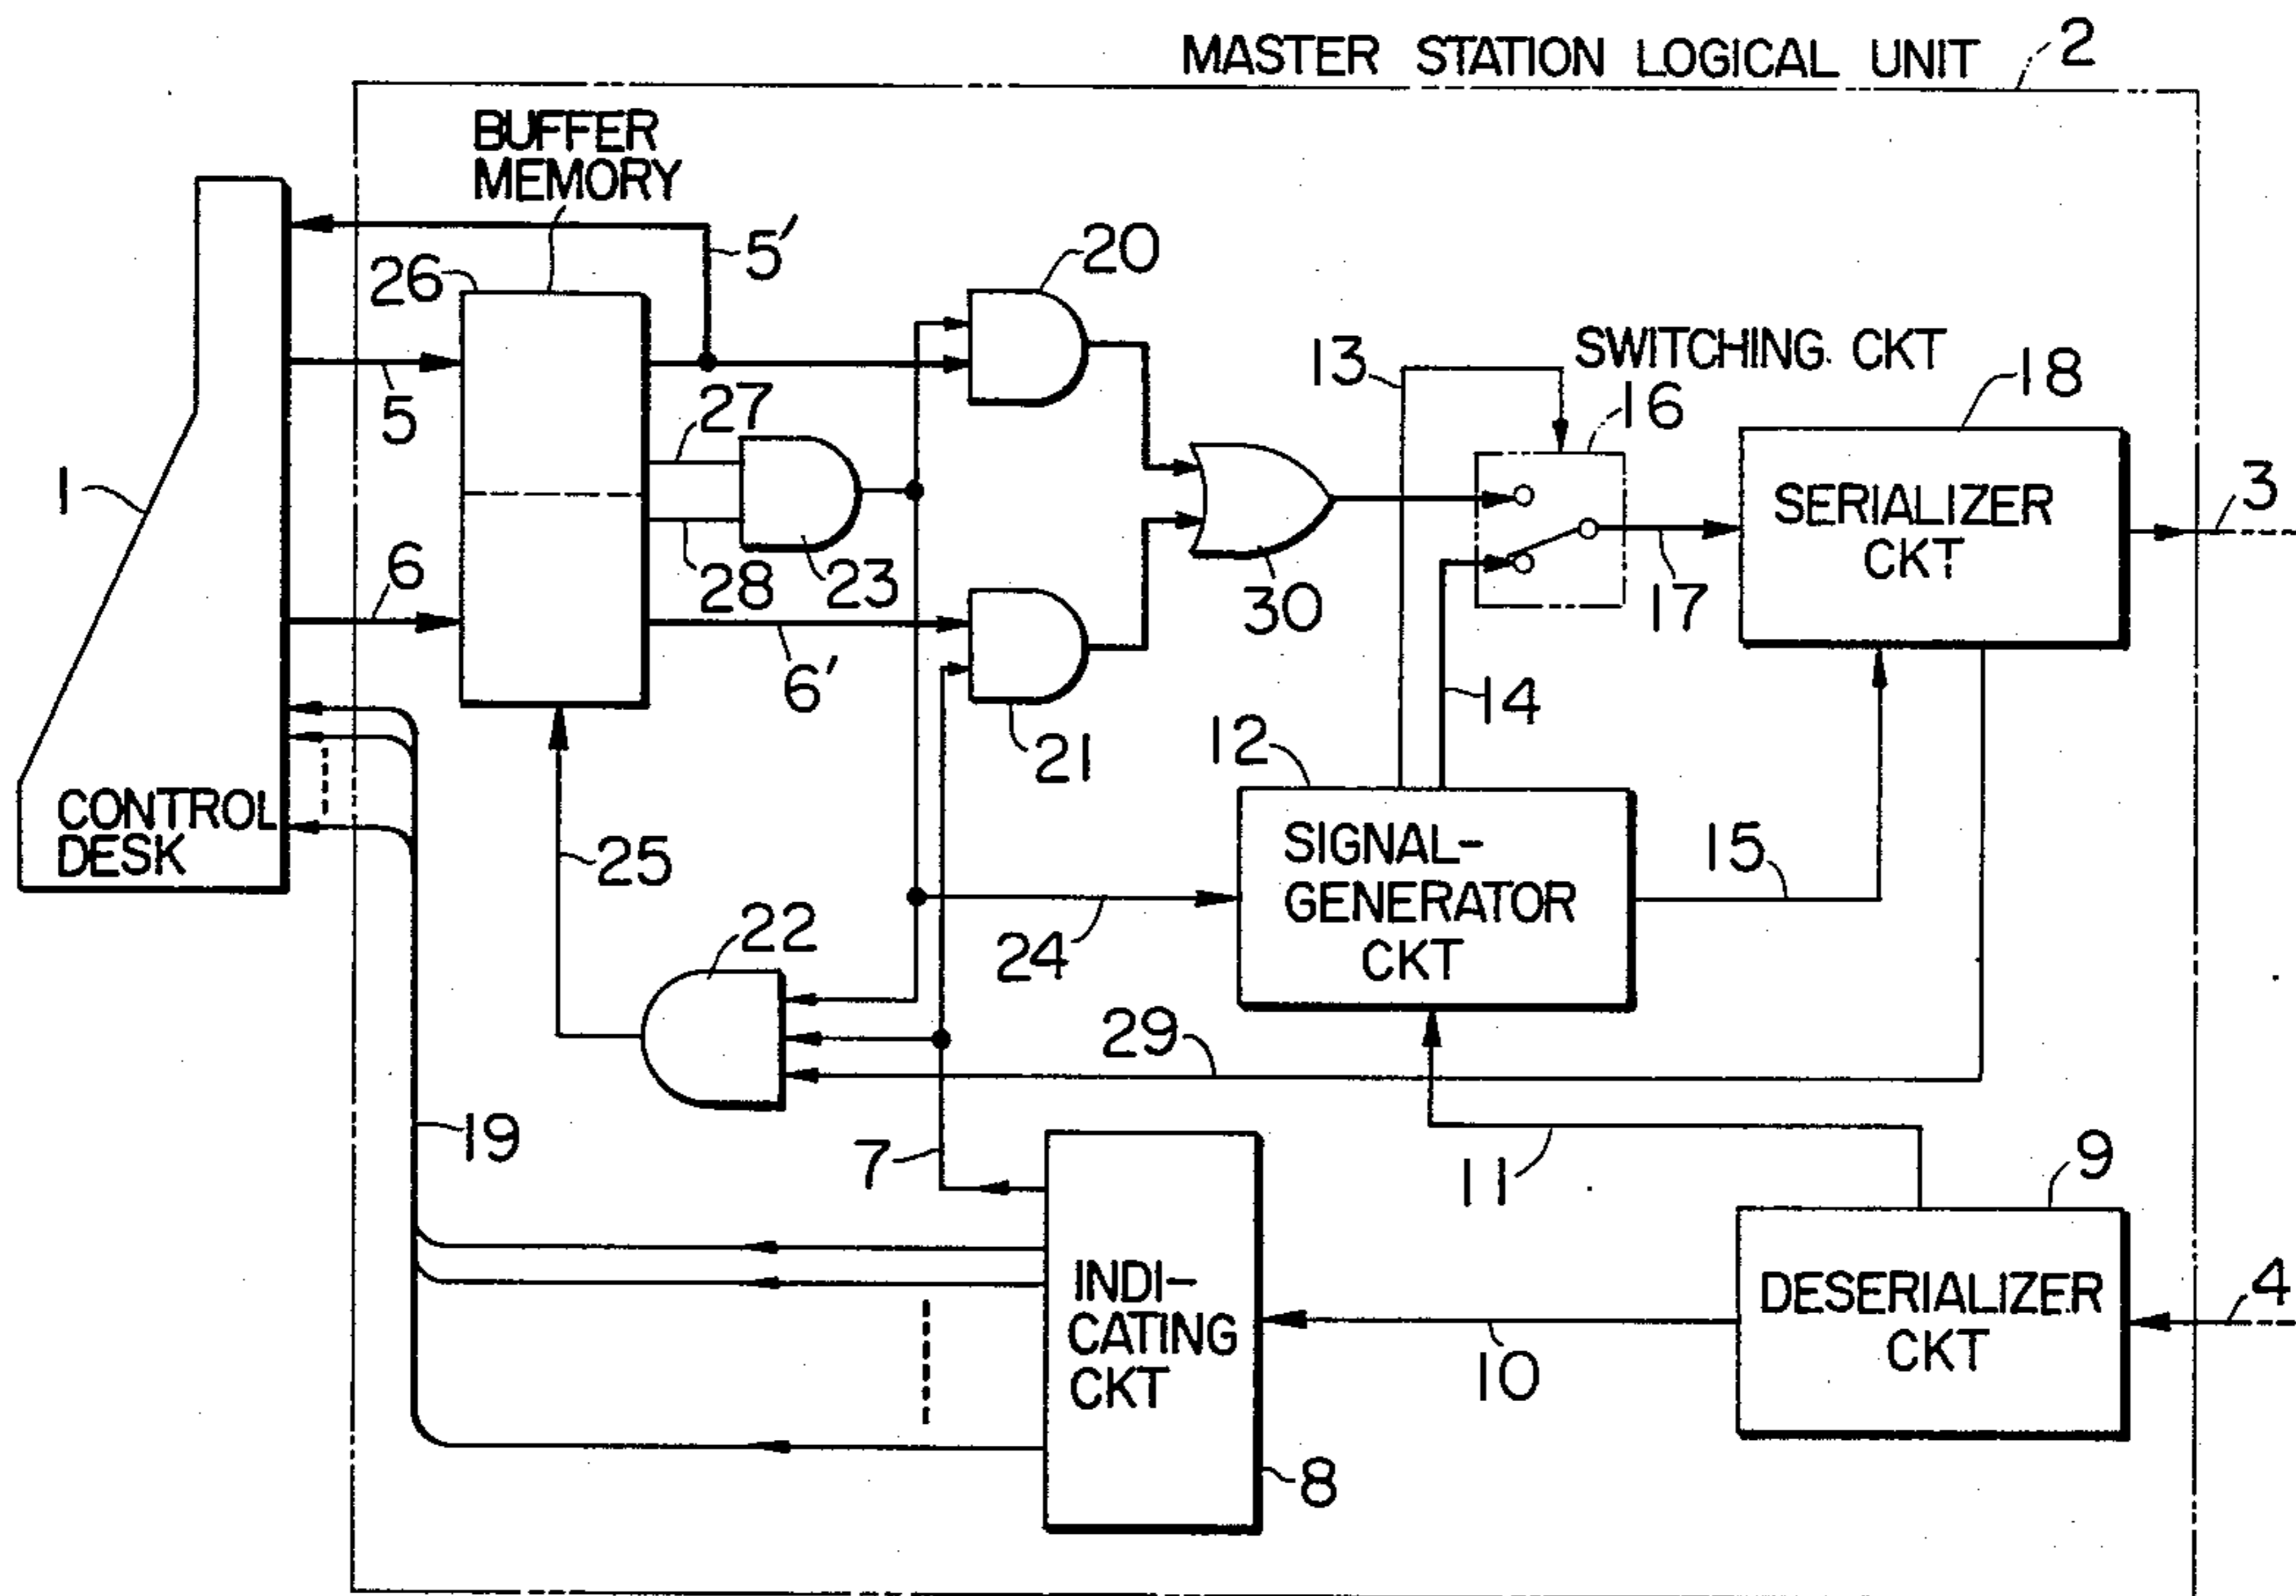 MASTER STATION LOGICAL UNIT 2
BUFFER
MEMORY
5'
20
26
13
SWITCHING. CKT
16
18
5
27
1
SERIALIZER
CKT
3
6
28
23
30
17
6'
14
12
21
CONTROL
DESK
25
SIGNAL-
GENERATOR
CKT
15
22
24
29
19
7
11
9
INDI-
CATING
CKT
DESERIALIZER
CKT
4
10
8